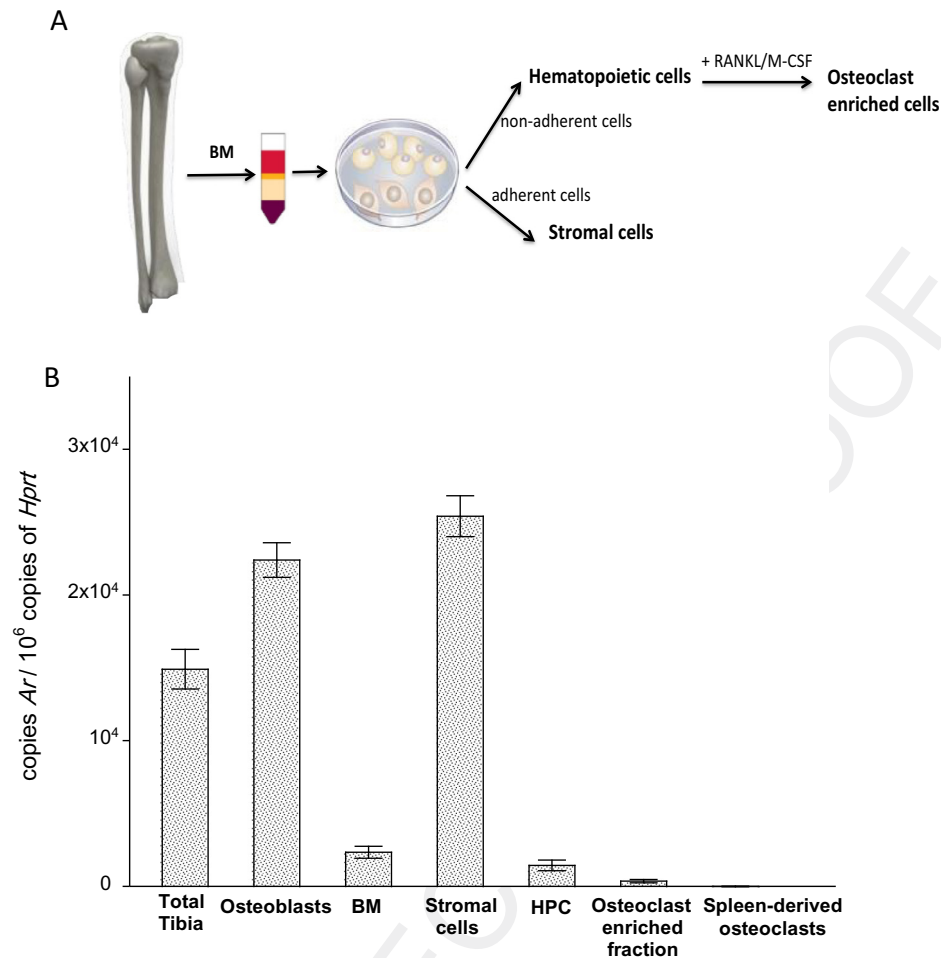 A
BM
Hematopoietic cells
+ RANKL/M-CSF
Osteoclast
enriched cells
non-adherent cells
adherent cells
Stromal cells
B
copies Ar / 10⁶ copies of Hprt
3x10⁴
2x10⁴
10⁴
0
Total
Tibia
Osteoblasts
BM
Stromal
cells
HPC
Osteoclast
enriched
fraction
Spleen-derived
osteoclasts